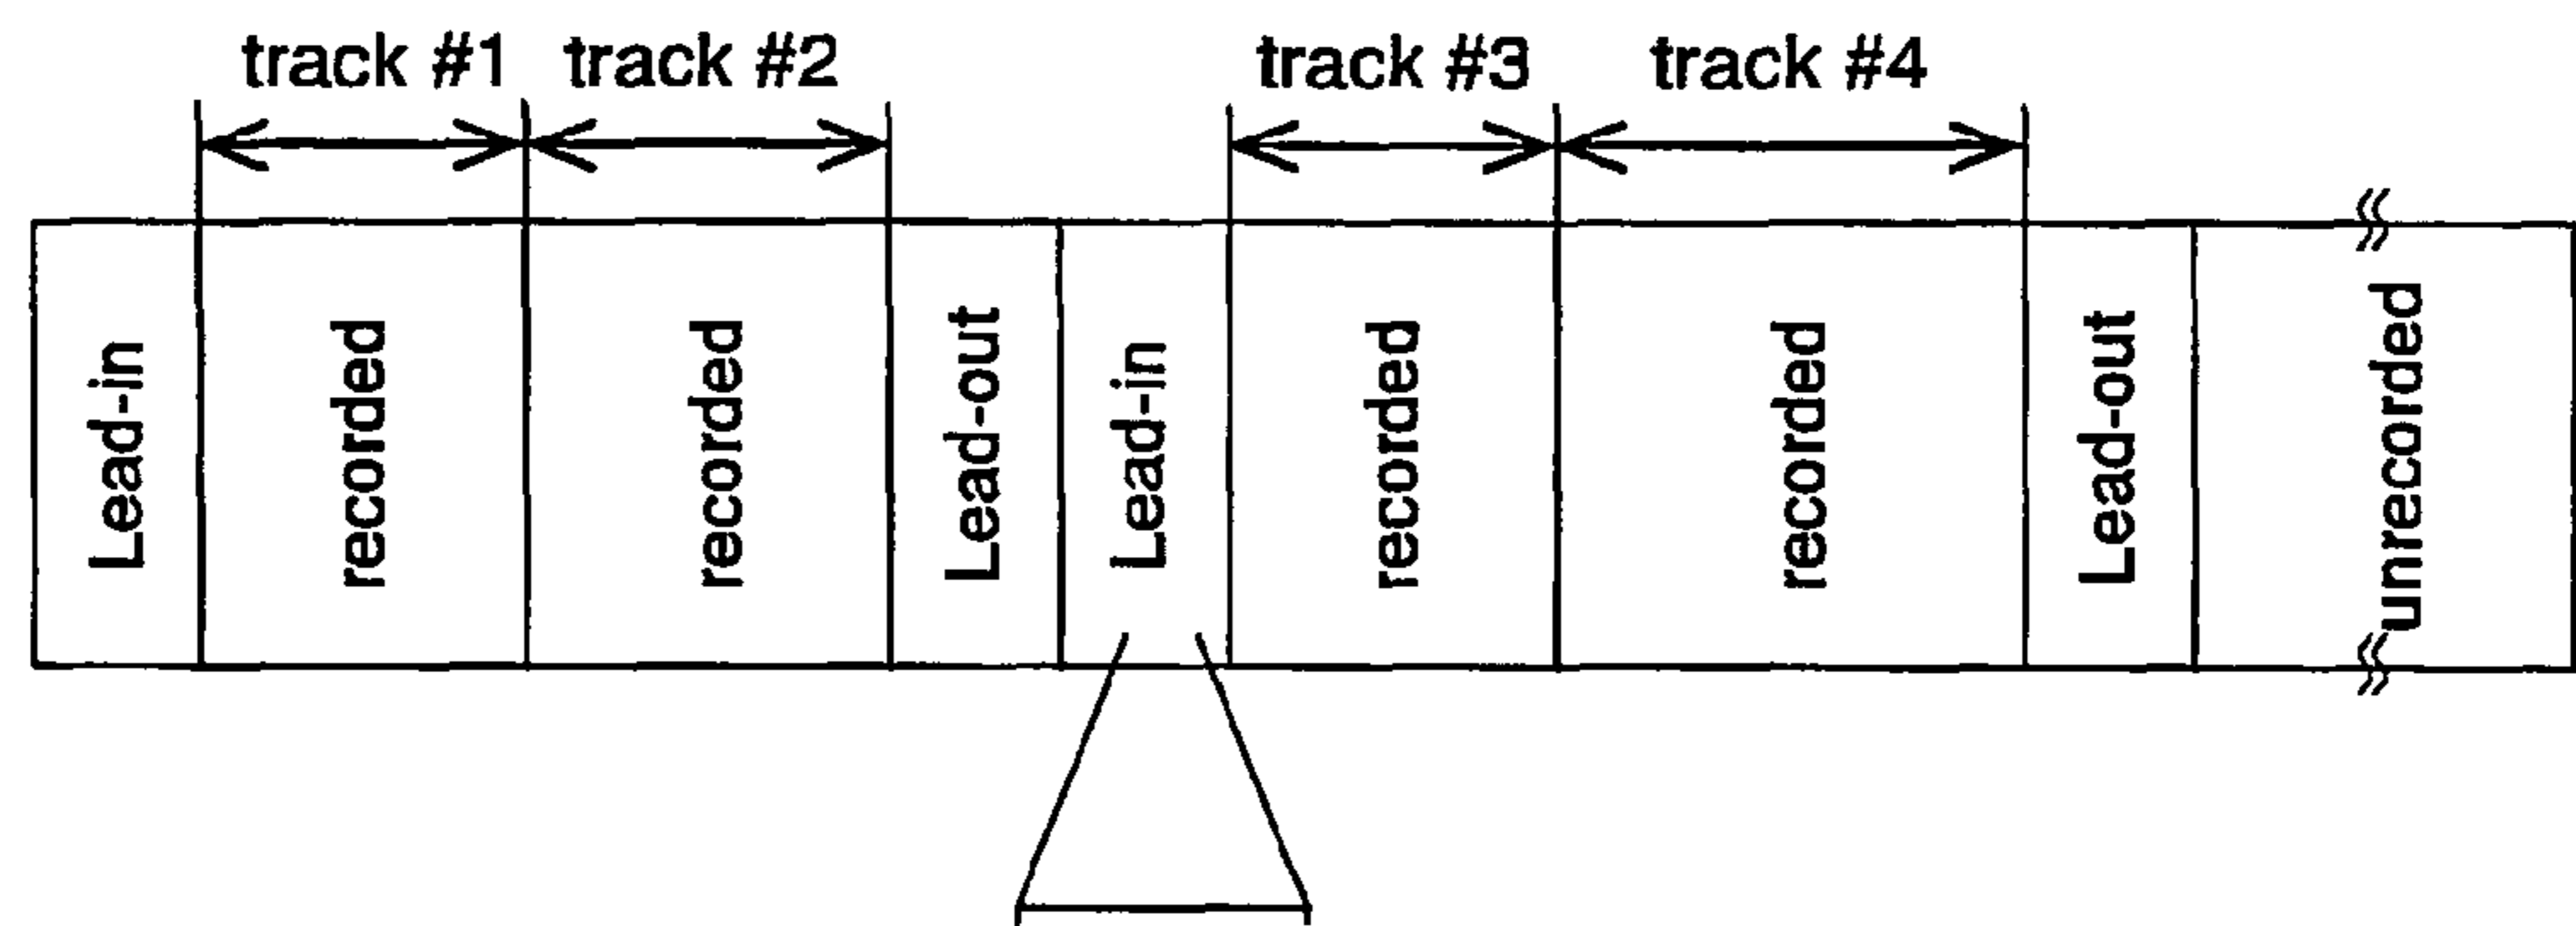 track #1 track #2 track #3 track #4
Lead-in
recorded
recorded
Lead-out
Lead-in
recorded
recorded
Lead-out
unrecorded